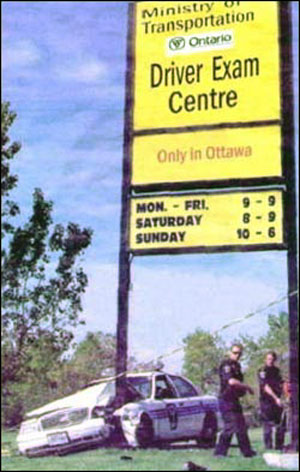 Ministry of
Transportation
Ontario
Driver Exam
Centre
Only in Ottawa
MON. - FRI. 9 - 9
SATURDAY 8 - 9
SUNDAY 10 - 6